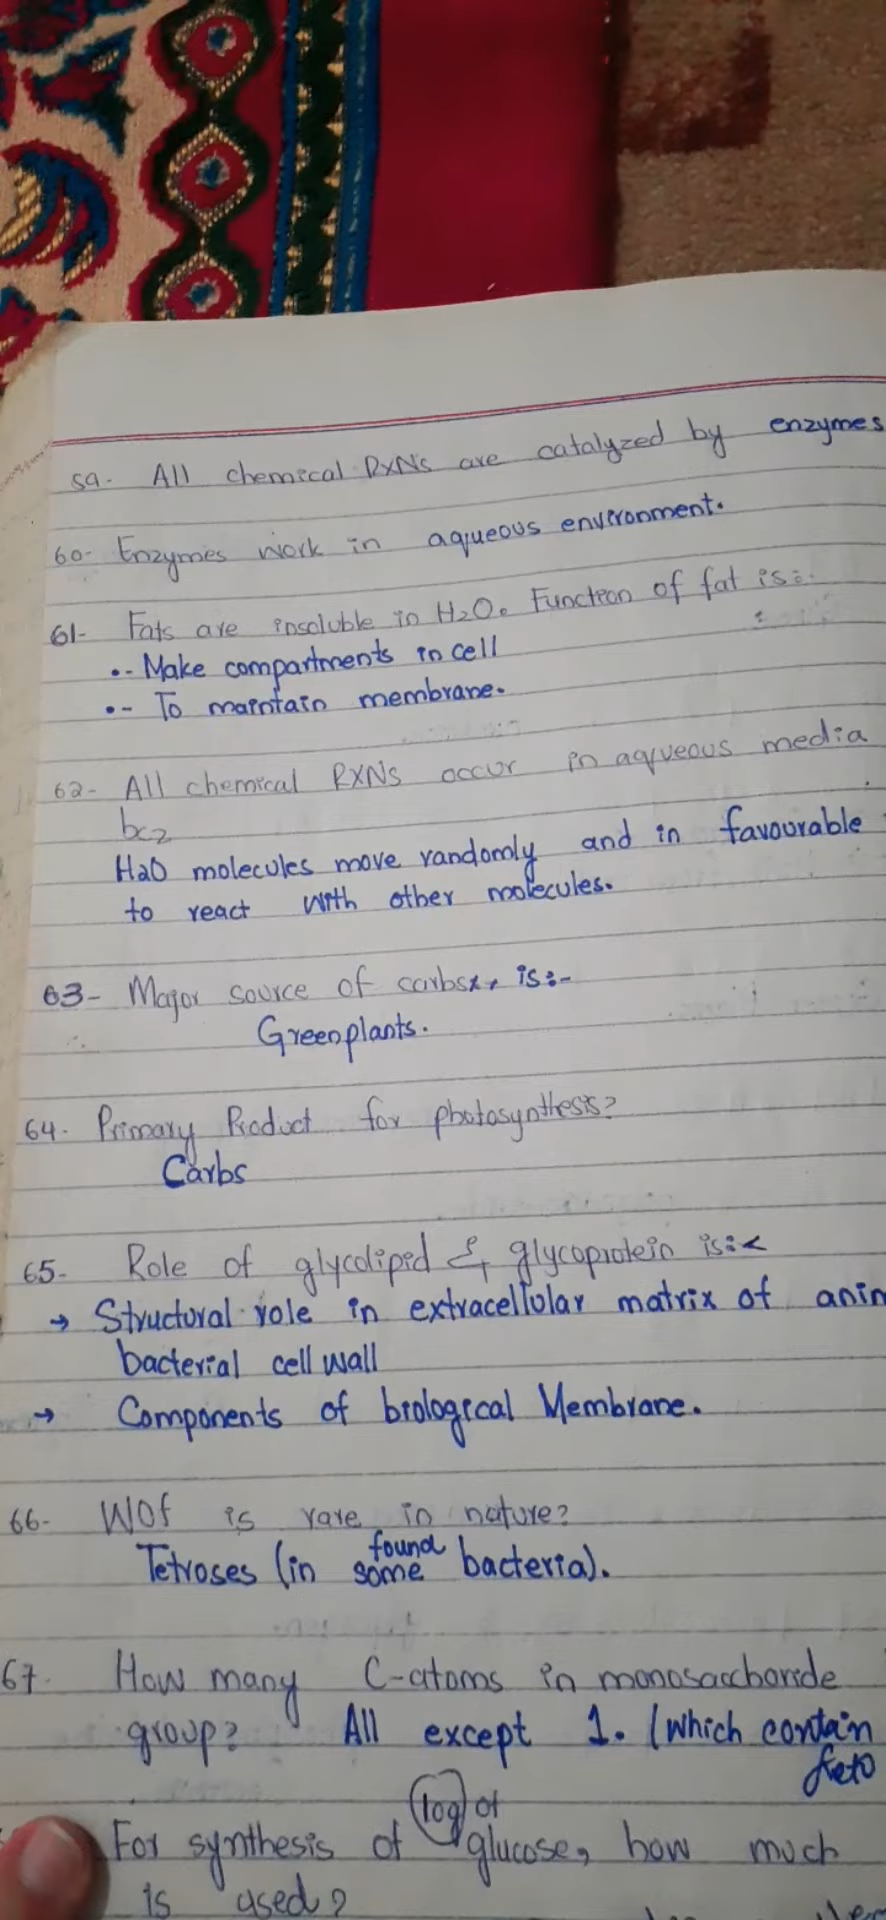 59- All chemical RXNs are catalyzed by enzymes
60- Enzymes work in aqueous environment.
61- Fats are insoluble in H2O. Function of fat is:-
•- Make compartments in cell
•- To maintain membrane.
62- All chemical RXNs occur in aqueous media
bcz
H2O molecules move randomly and in favourable
to react with other molecules.
63- Major source of carbs is:-
Green plants.
64- Primary Product for photosynthesis?
Carbs
65- Role of glycolipid & glycoprotein is:-
→ Structural role in extracellular matrix of anim
bacterial cell wall
→ Components of biological Membrane.
66- WOf is rare in nature?
Tetroses (in found some bacteria).
67- How many C-atoms in monosaccharide
group? All except 1. (which contain
keto
For synthesis of 10g of glucose, how much
is used?